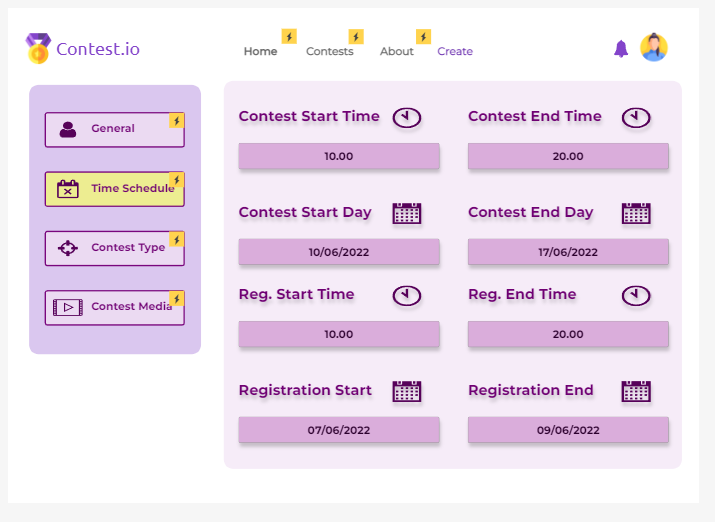 Contest.io
Home Contests About Create
General
Time Schedule
Contest Type
Contest Media
Contest Start Time Contest End Time
10.00 20.00
Contest Start Day Contest End Day
10/06/2022 17/06/2022
Reg. Start Time Reg. End Time
10.00 20.00
Registration Start Registration End
07/06/2022 09/06/2022